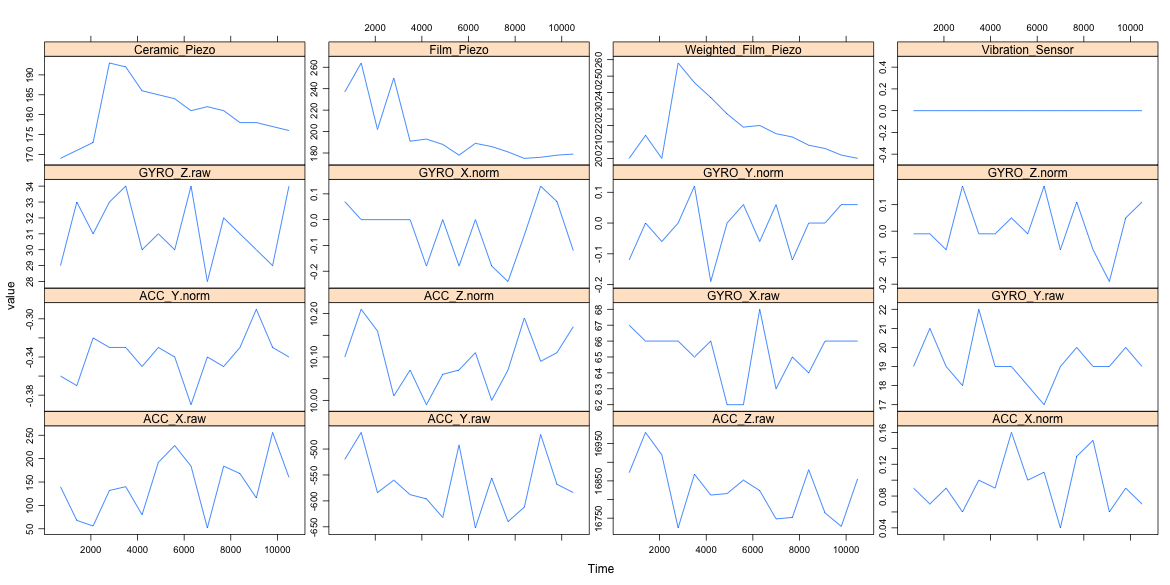 2000 4000 6000 8000 10000 2000 4000 6000 8000 10000
Ceramic_Piezo Film_Piezo Weighted_Film_Piezo Vibration_Sensor
170 175 180 185 190
180 200 220 240 260
200 210 220 230 240 250 260
-0.4 -0.2 0.0 0.2 0.4
GYRO_Z.raw GYRO_X.norm GYRO_Y.norm GYRO_Z.norm
28 29 30 31 32 33 34
-0.2 -0.1 0.0 0.1
-0.2 -0.1 0.0 0.1
-0.2 -0.1 0.0 0.1
value
ACC_Y.norm ACC_Z.norm GYRO_X.raw GYRO_Y.raw
-0.38 -0.34 -0.30
10.00 10.10 10.20
62 63 64 65 66 67 68
17 18 19 20 21 22
ACC_X.raw ACC_Y.raw ACC_Z.raw ACC_X.norm
50 100 150 200 250
-650 -600 -550 -500
16750 16850 16950
0.04 0.08 0.12 0.16
2000 4000 6000 8000 10000 2000 4000 6000 8000 10000
Time